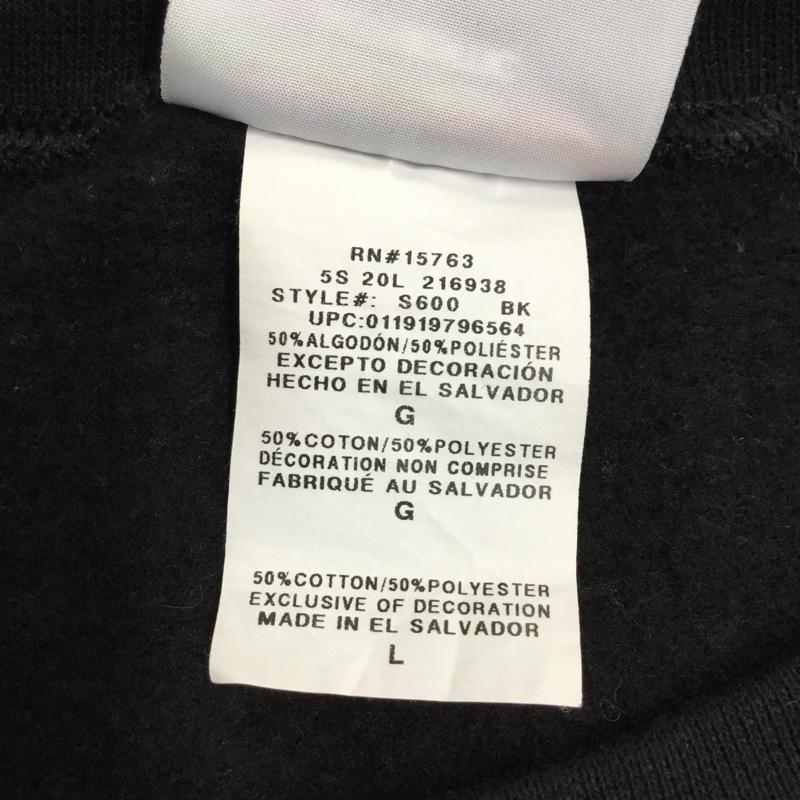 RN#15763
5S 20L 216938
STYLE#: S600 BK
UPC:011919796564
50%ALGODÓN/50%POLIÉSTER
EXCEPTO DECORACIÓN
HECHO EN EL SALVADOR
G
50%COTON/50%POLYESTER
DÉCORATION NON COMPRISE
FABRIQUÉ AU SALVADOR
G
50%COTTON/50%POLYESTER
EXCLUSIVE OF DECORATION
MADE IN EL SALVADOR
L